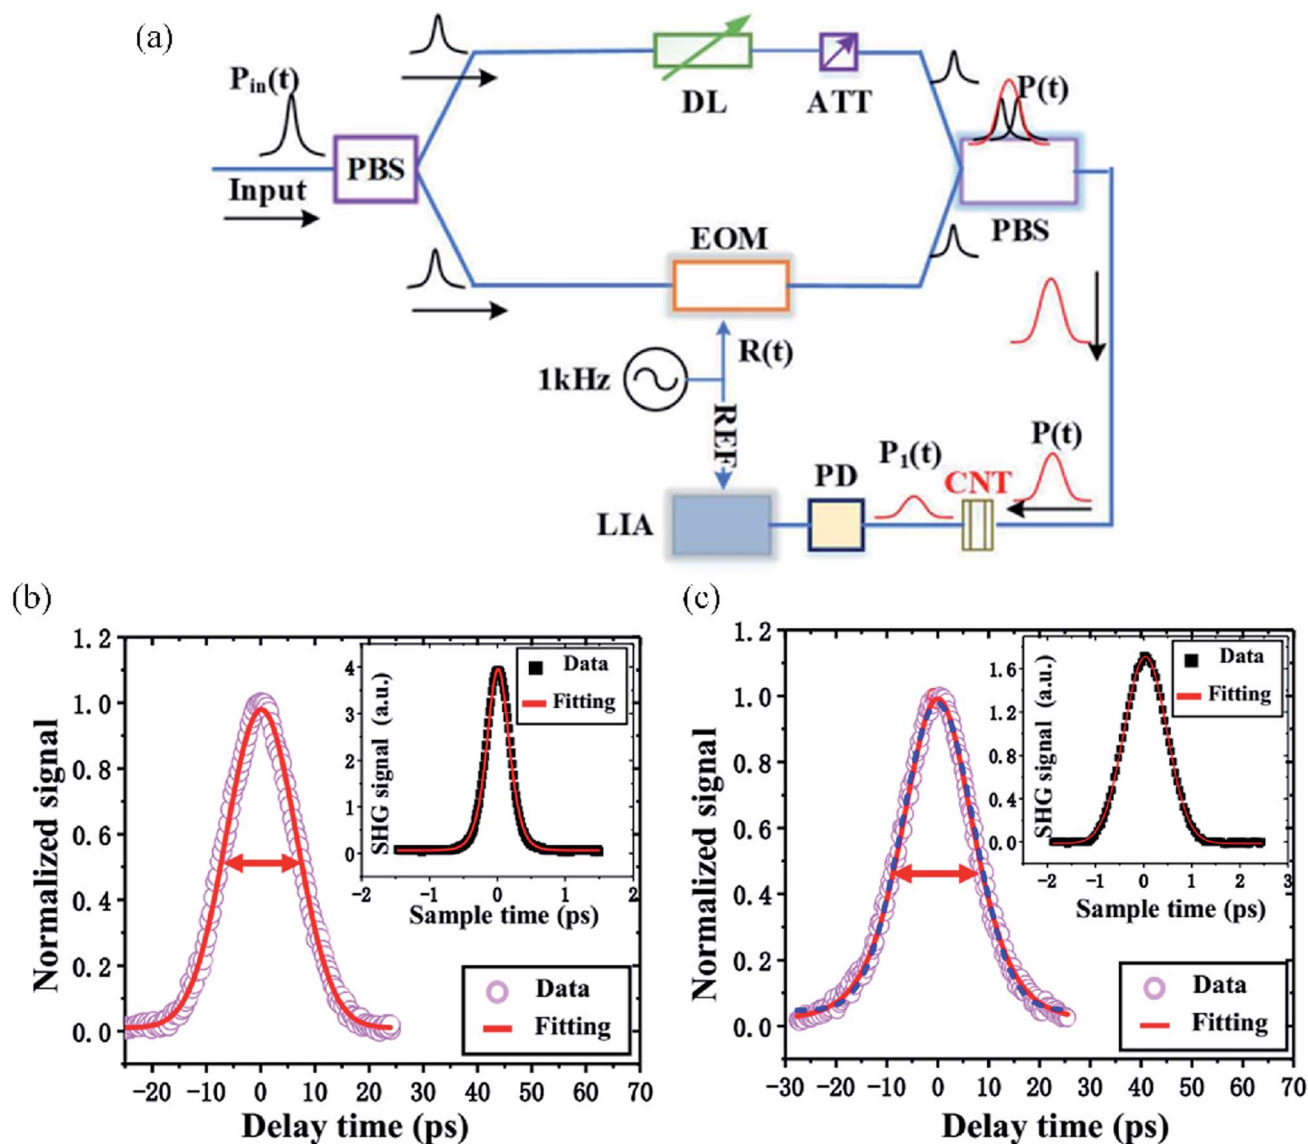 (a)
P_in(t)
Input
PBS
DL
ATT
P(t)
PBS
EOM
R(t)
1kHz
REF
LIA
PD
P₁(t)
CNT
P(t)
(b)
Normalized signal
1.2
1.0
0.8
0.6
0.4
0.2
0.0
-20 -10 0 10 20 30 40 50 60 70
Delay time (ps)
SHG signal (a.u.)
4
3
2
1
0
-1 0 1 2
Sample time (ps)
Data
Fitting
Data
Fitting
(c)
Normalized signal
1.2
1.0
0.8
0.6
0.4
0.2
0.0
-30 -20 -10 0 10 20 30 40 50 60 70
Delay time (ps)
SHG signal (a.u.)
1.6
1.2
0.8
0.4
0.0
-2 -1 0 1 2 3
Sample time (ps)
Data
Fitting
Data
Fitting